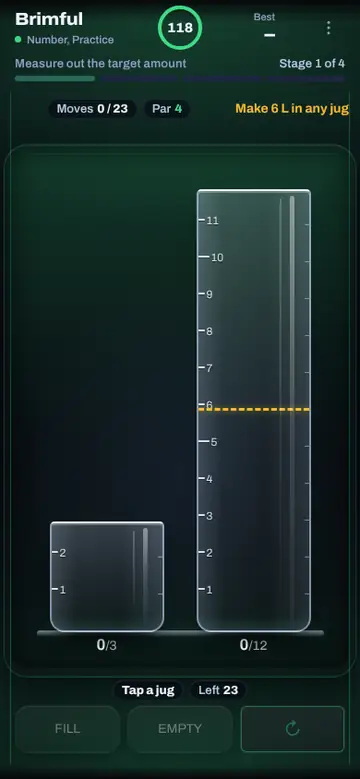 Brimful
Number, Practice
118
Best
–
Measure out the target amount
Stage 1 of 4
Moves 0 / 23
Par 4
Make 6 L in any jug
2
1
11
10
9
8
7
6
5
4
3
2
1
0/3
0/12
Tap a jug
Left 23
FILL
EMPTY